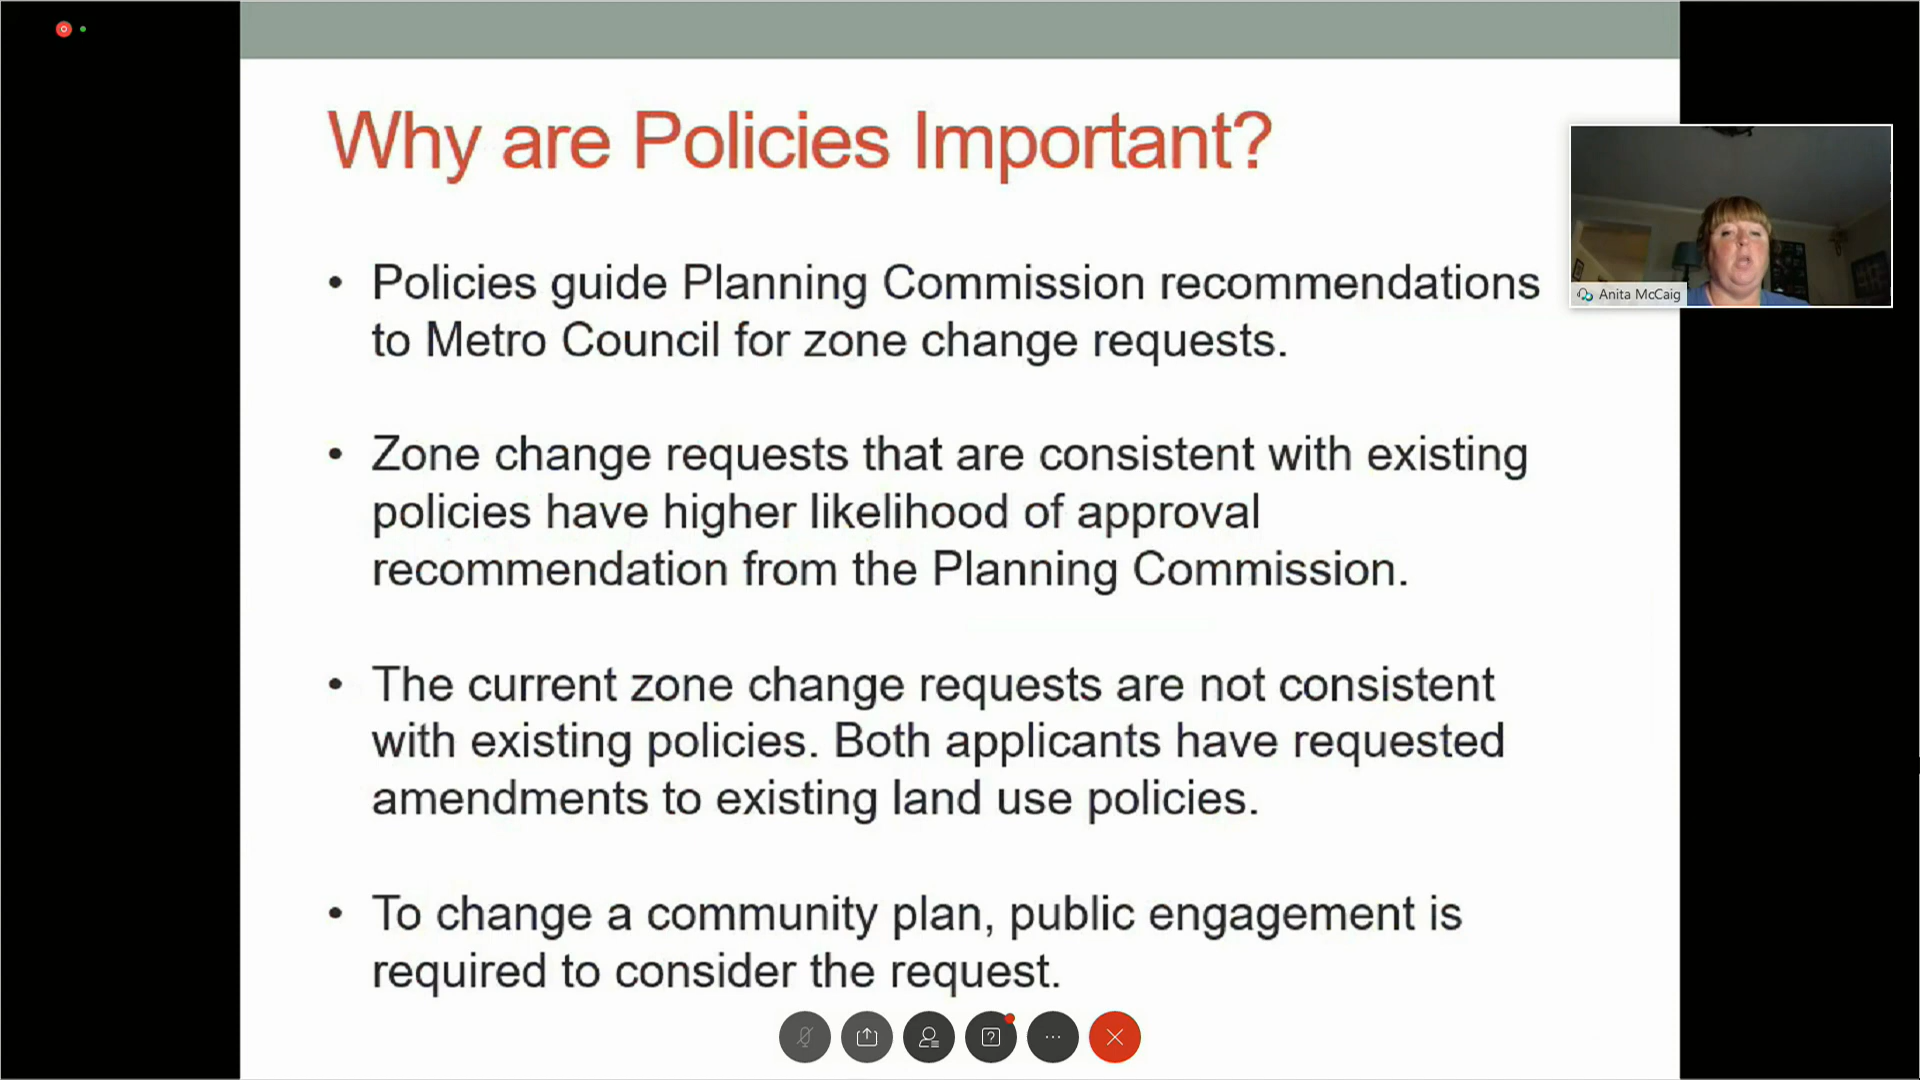 Why are Policies Important?
• Policies guide Planning Commission recommendations
to Metro Council for zone change requests.
• Zone change requests that are consistent with existing
policies have higher likelihood of approval
recommendation from the Planning Commission.
• The current zone change requests are not consistent
with existing policies. Both applicants have requested
amendments to existing land use policies.
• To change a community plan, public engagement is
required to consider the request.
Anita McCaig